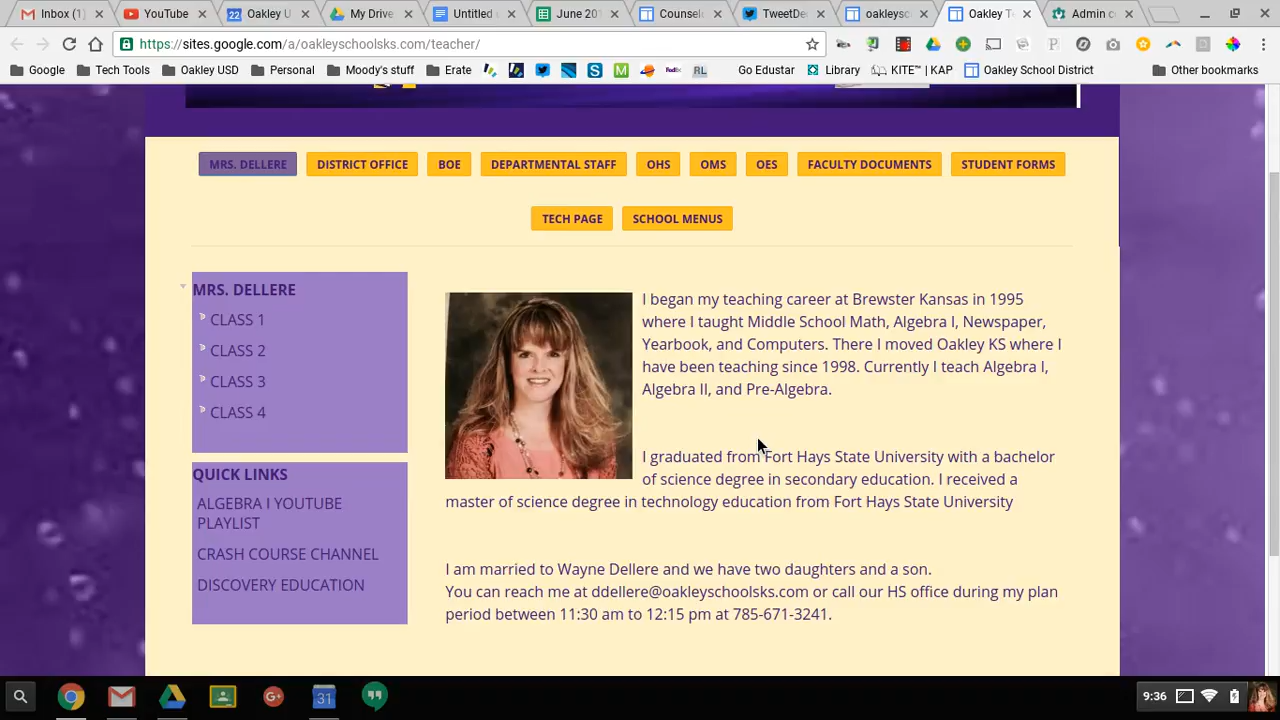 Inbox (1)
YouTube
Oakley U
My Drive
Untitled
June 20
Counsel
TweetDe
oakleysc
Oakley T
Admin c
https://sites.google.com/a/oakleyschoolsks.com/teacher/
Google
Tech Tools
Oakley USD
Personal
Moody's stuff
Erate
Go Edustar
Library
KITE™ | KAP
Oakley School District
Other bookmarks
MRS. DELLERE
DISTRICT OFFICE
BOE
DEPARTMENTAL STAFF
OHS
OMS
OES
FACULTY DOCUMENTS
STUDENT FORMS
TECH PAGE
SCHOOL MENUS
MRS. DELLERE
CLASS 1
CLASS 2
CLASS 3
CLASS 4
QUICK LINKS
ALGEBRA I YOUTUBE
PLAYLIST
CRASH COURSE CHANNEL
DISCOVERY EDUCATION
I began my teaching career at Brewster Kansas in 1995
where I taught Middle School Math, Algebra I, Newspaper,
Yearbook, and Computers. There I moved Oakley KS where I
have been teaching since 1998. Currently I teach Algebra I,
Algebra II, and Pre-Algebra.
I graduated from Fort Hays State University with a bachelor
of science degree in secondary education. I received a
master of science degree in technology education from Fort Hays State University
I am married to Wayne Dellere and we have two daughters and a son.
You can reach me at ddellere@oakleyschoolsks.com or call our HS office during my plan
period between 11:30 am to 12:15 pm at 785-671-3241.
9:36